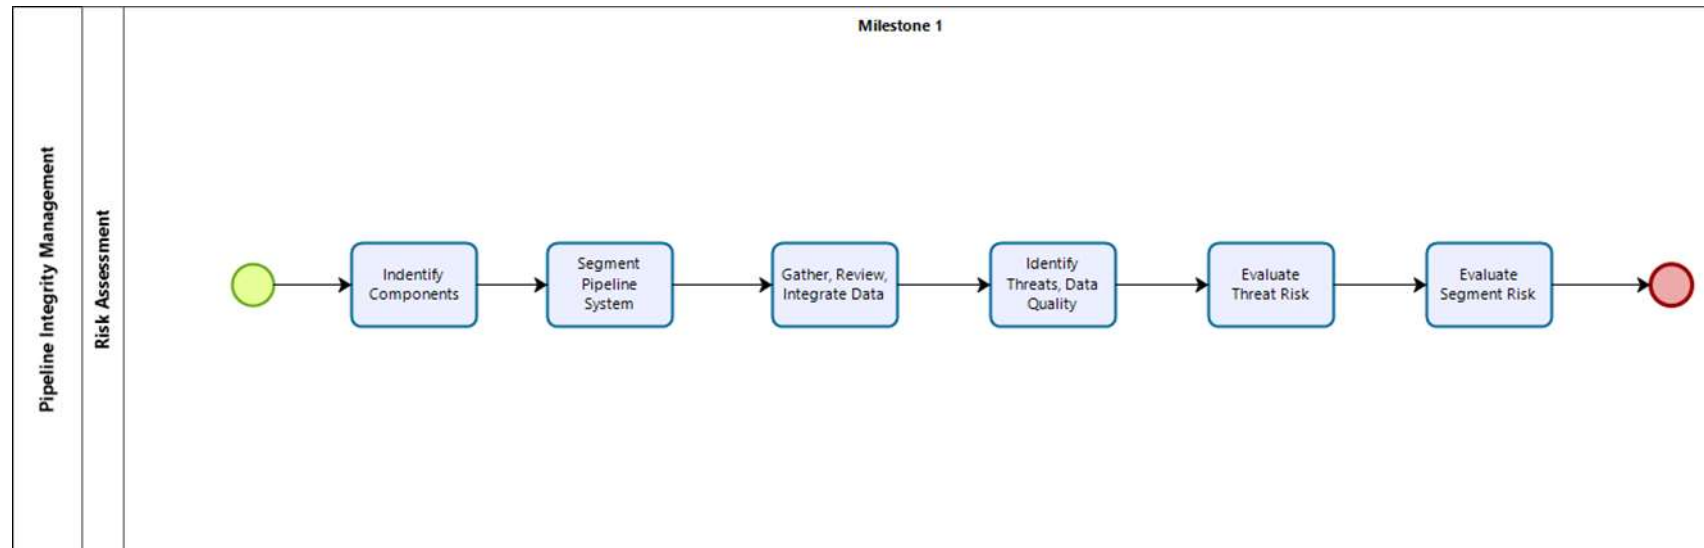 Milestone 1
Pipeline Integrity Management
Risk Assessment
Indentify
Components
Segment
Pipeline
System
Gather, Review,
Integrate Data
Identify
Threats, Data
Quality
Evaluate
Threat Risk
Evaluate
Segment Risk